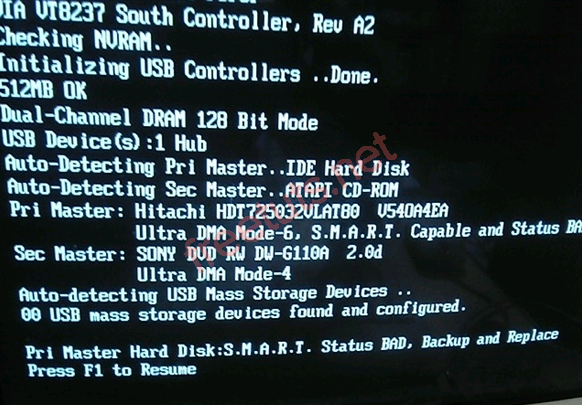 VIA VT8237 South Controller, Rev A2
Checking NVRAM..
Initializing USB Controllers ..Done.
512MB OK
Dual-Channel DRAM 128 Bit Mode
USB Device(s):1 Hub
Auto-Detecting Pri Master..IDE Hard Disk
Auto-Detecting Sec Master..ATAPI CD-ROM
Pri Master: Hitachi HDT725032VLAT80 V54OA4EA
Ultra DMA Mode-6, S.M.A.R.T. Capable and Status BA
Sec Master: SONY DVD RW DW-G110A 2.0d
Ultra DMA Mode-4
Auto-detecting USB Mass Storage Devices ..
00 USB mass storage devices found and configured.
Pri Master Hard Disk:S.M.A.R.T. Status BAD, Backup and Replace
Press F1 to Resume
freetuts.net